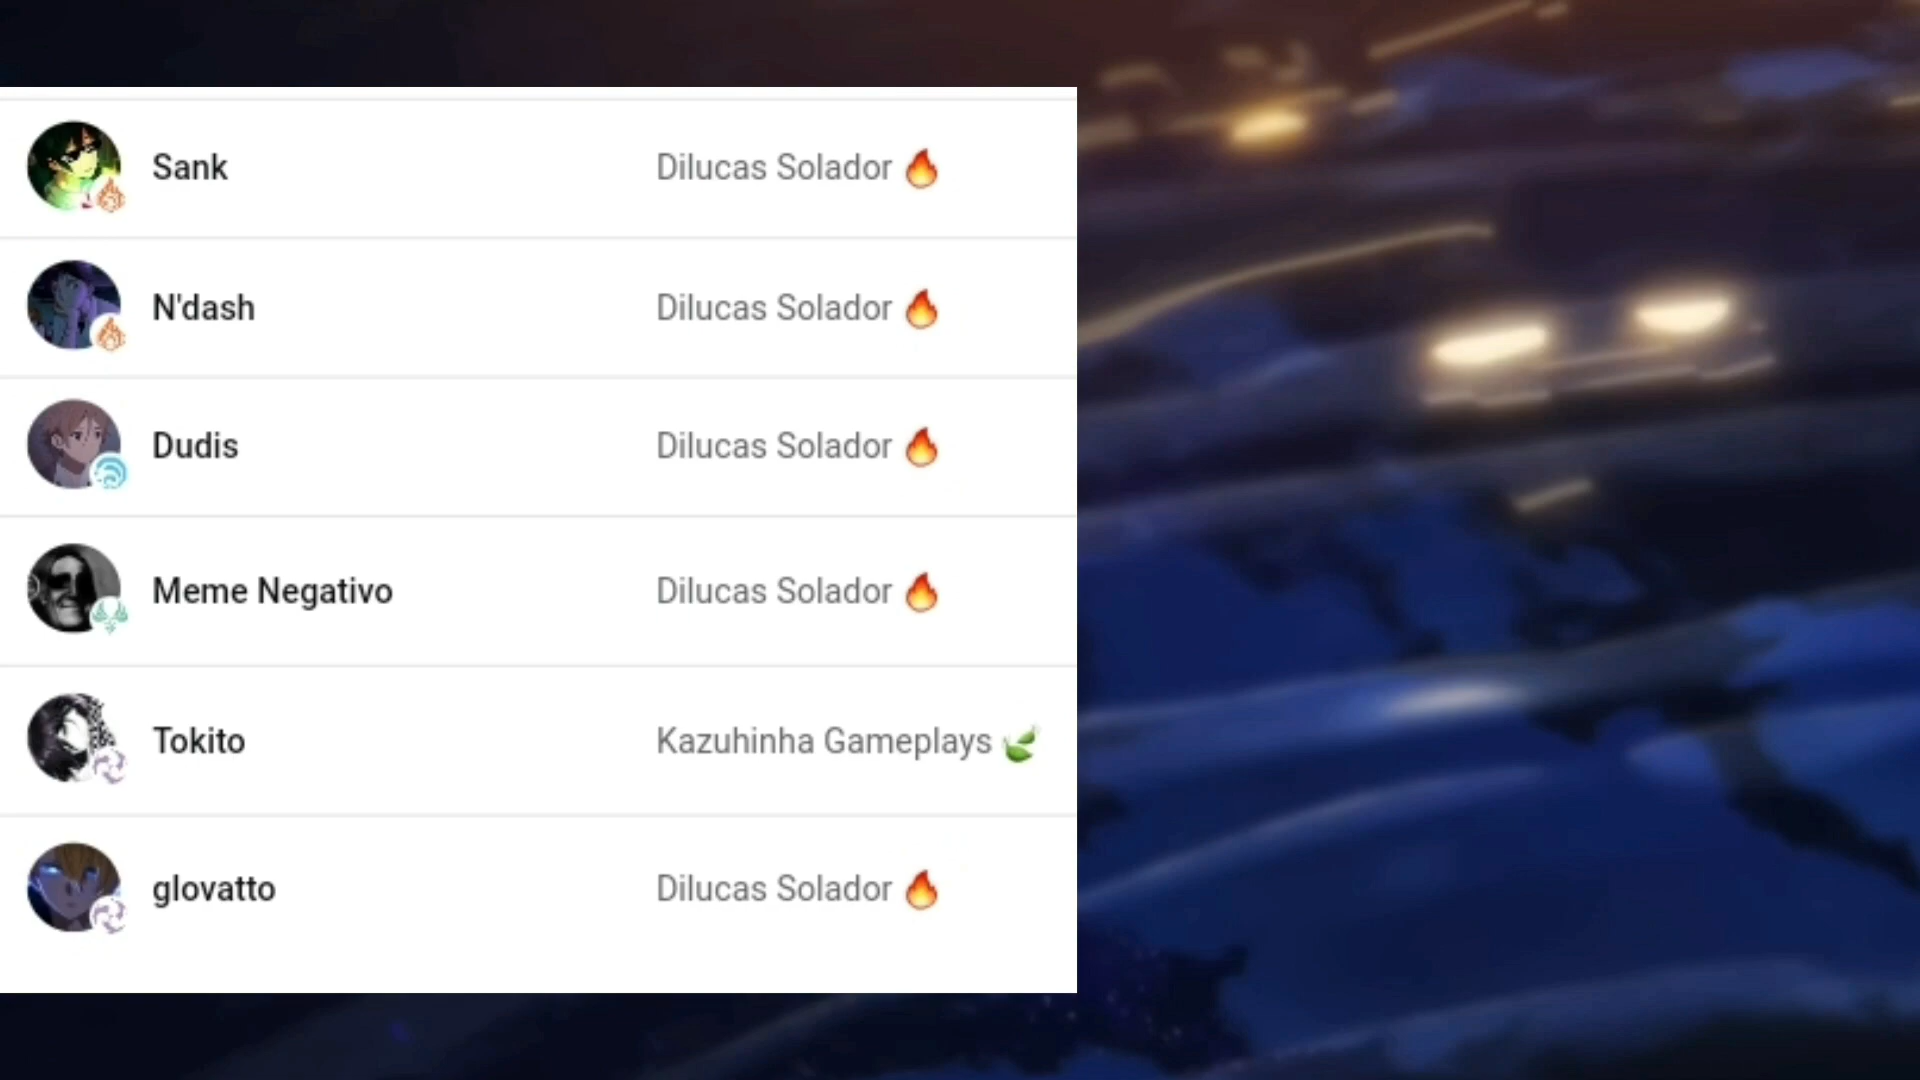 Sank Dilucas Solador 🔥
N'dash Dilucas Solador 🔥
Dudis Dilucas Solador 🔥
Meme Negativo Dilucas Solador 🔥
Tokito Kazuhinha Gameplays 🍃
glovatto Dilucas Solador 🔥